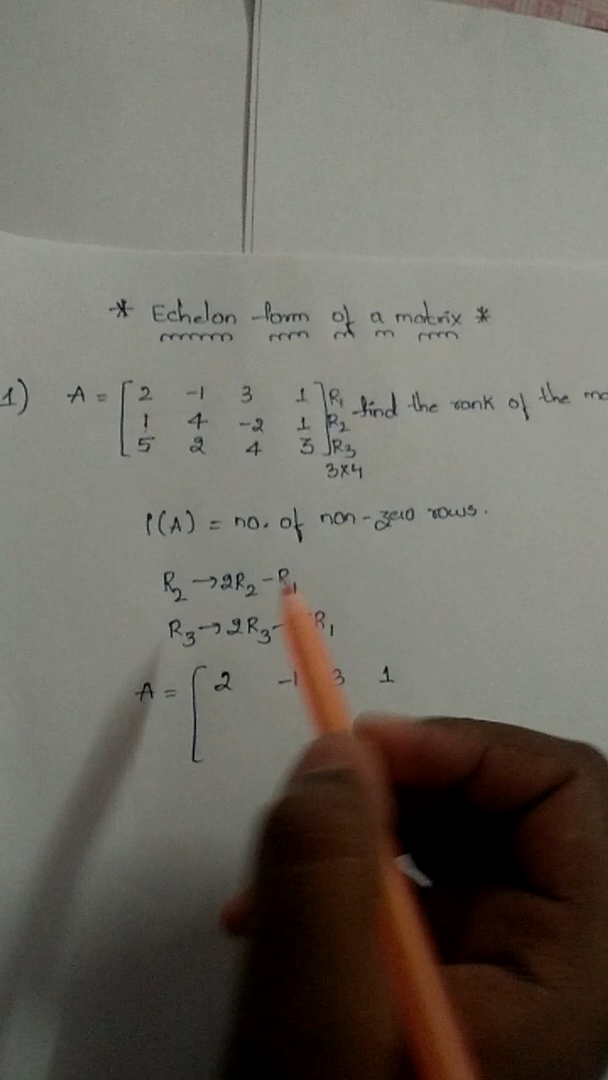 * Echelon form of a matrix *
1) A = [ 2 -1 3 1 ] R1 find the rank of the
1 4 -2 1 R2
5 2 4 3 R3
3x4
ρ(A) = no. of non-zero rows.
R2 → 2R2 - R1
R3 → 2R3 - R1
A = [ 2 -1 3 1